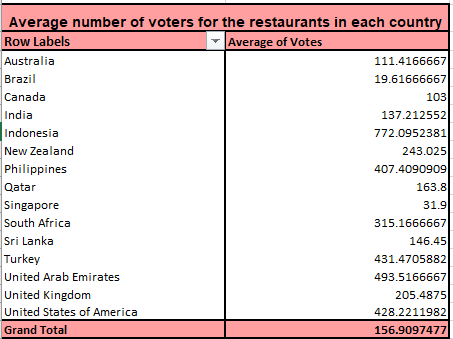 Average number of voters for the restaurants in each country
Row Labels Average of Votes
Australia 111.4166667
Brazil 19.61666667
Canada 103
India 137.212552
Indonesia 772.0952381
New Zealand 243.025
Philippines 407.4090909
Qatar 163.8
Singapore 31.9
South Africa 315.1666667
Sri Lanka 146.45
Turkey 431.4705882
United Arab Emirates 493.5166667
United Kingdom 205.4875
United States of America 428.2211982
Grand Total 156.9097477